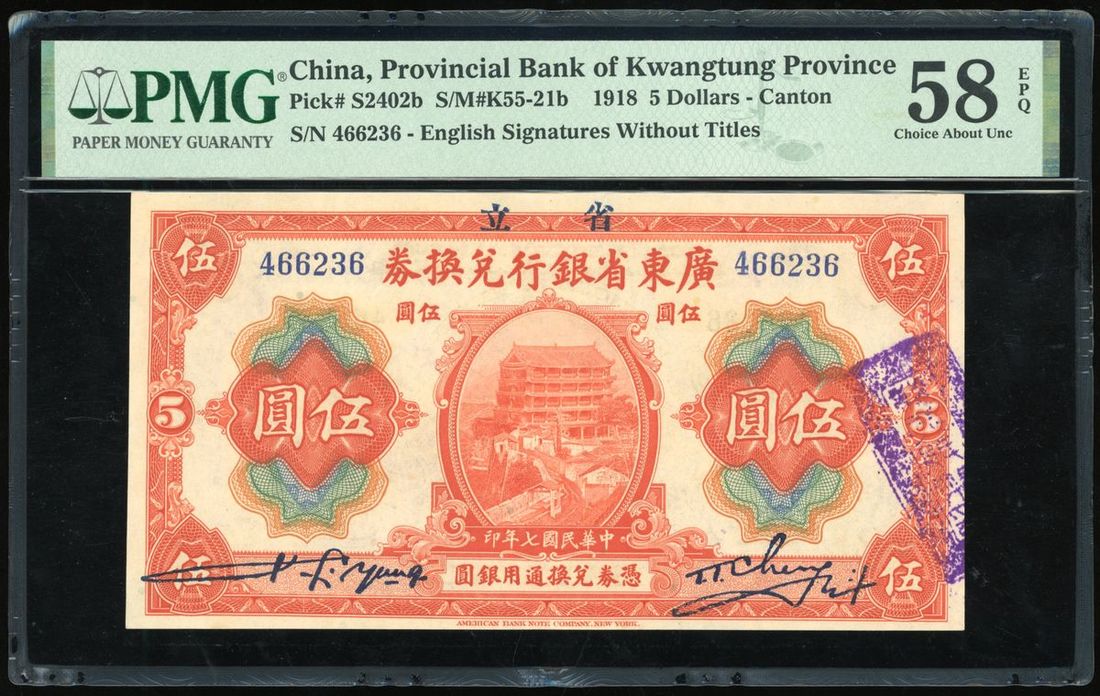 PMG® China, Provincial Bank of Kwangtung Province 58 EPQ
PAPER MONEY GUARANTY Pick# S2402b S/M#K55-21b 1918 5 Dollars - Canton Choice About Unc
S/N 466236 - English Signatures Without Titles
立省
伍 伍
466236 券換兌行銀省東廣 466236
圓伍 圓伍
5 圓伍 圓伍 5
印年七國民華中
伍 圓銀用通換兌券憑 伍
AMERICAN BANK NOTE COMPANY, NEW YORK.